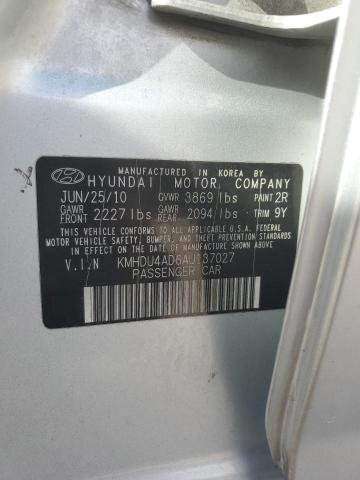 MANUFACTURED IN KOREA BY
HYUNDAI MOTOR COMPANY
JUN/25/10 GVWR 3869 lbs PAINT 2R
GAWR FRONT 2227 lbs GAWR REAR 2094 lbs TRIM 9Y
THIS VEHICLE CONFORMS TO ALL APPLICABLE U.S.A. FEDERAL
MOTOR VEHICLE SAFETY, BUMPER, AND THEFT PREVENTION STANDARDS
IN EFFECT ON THE DATE OF MANUFACTURE SHOWN ABOVE.
V.I.N KMHDU4AD6AU137027
PASSENGER CAR